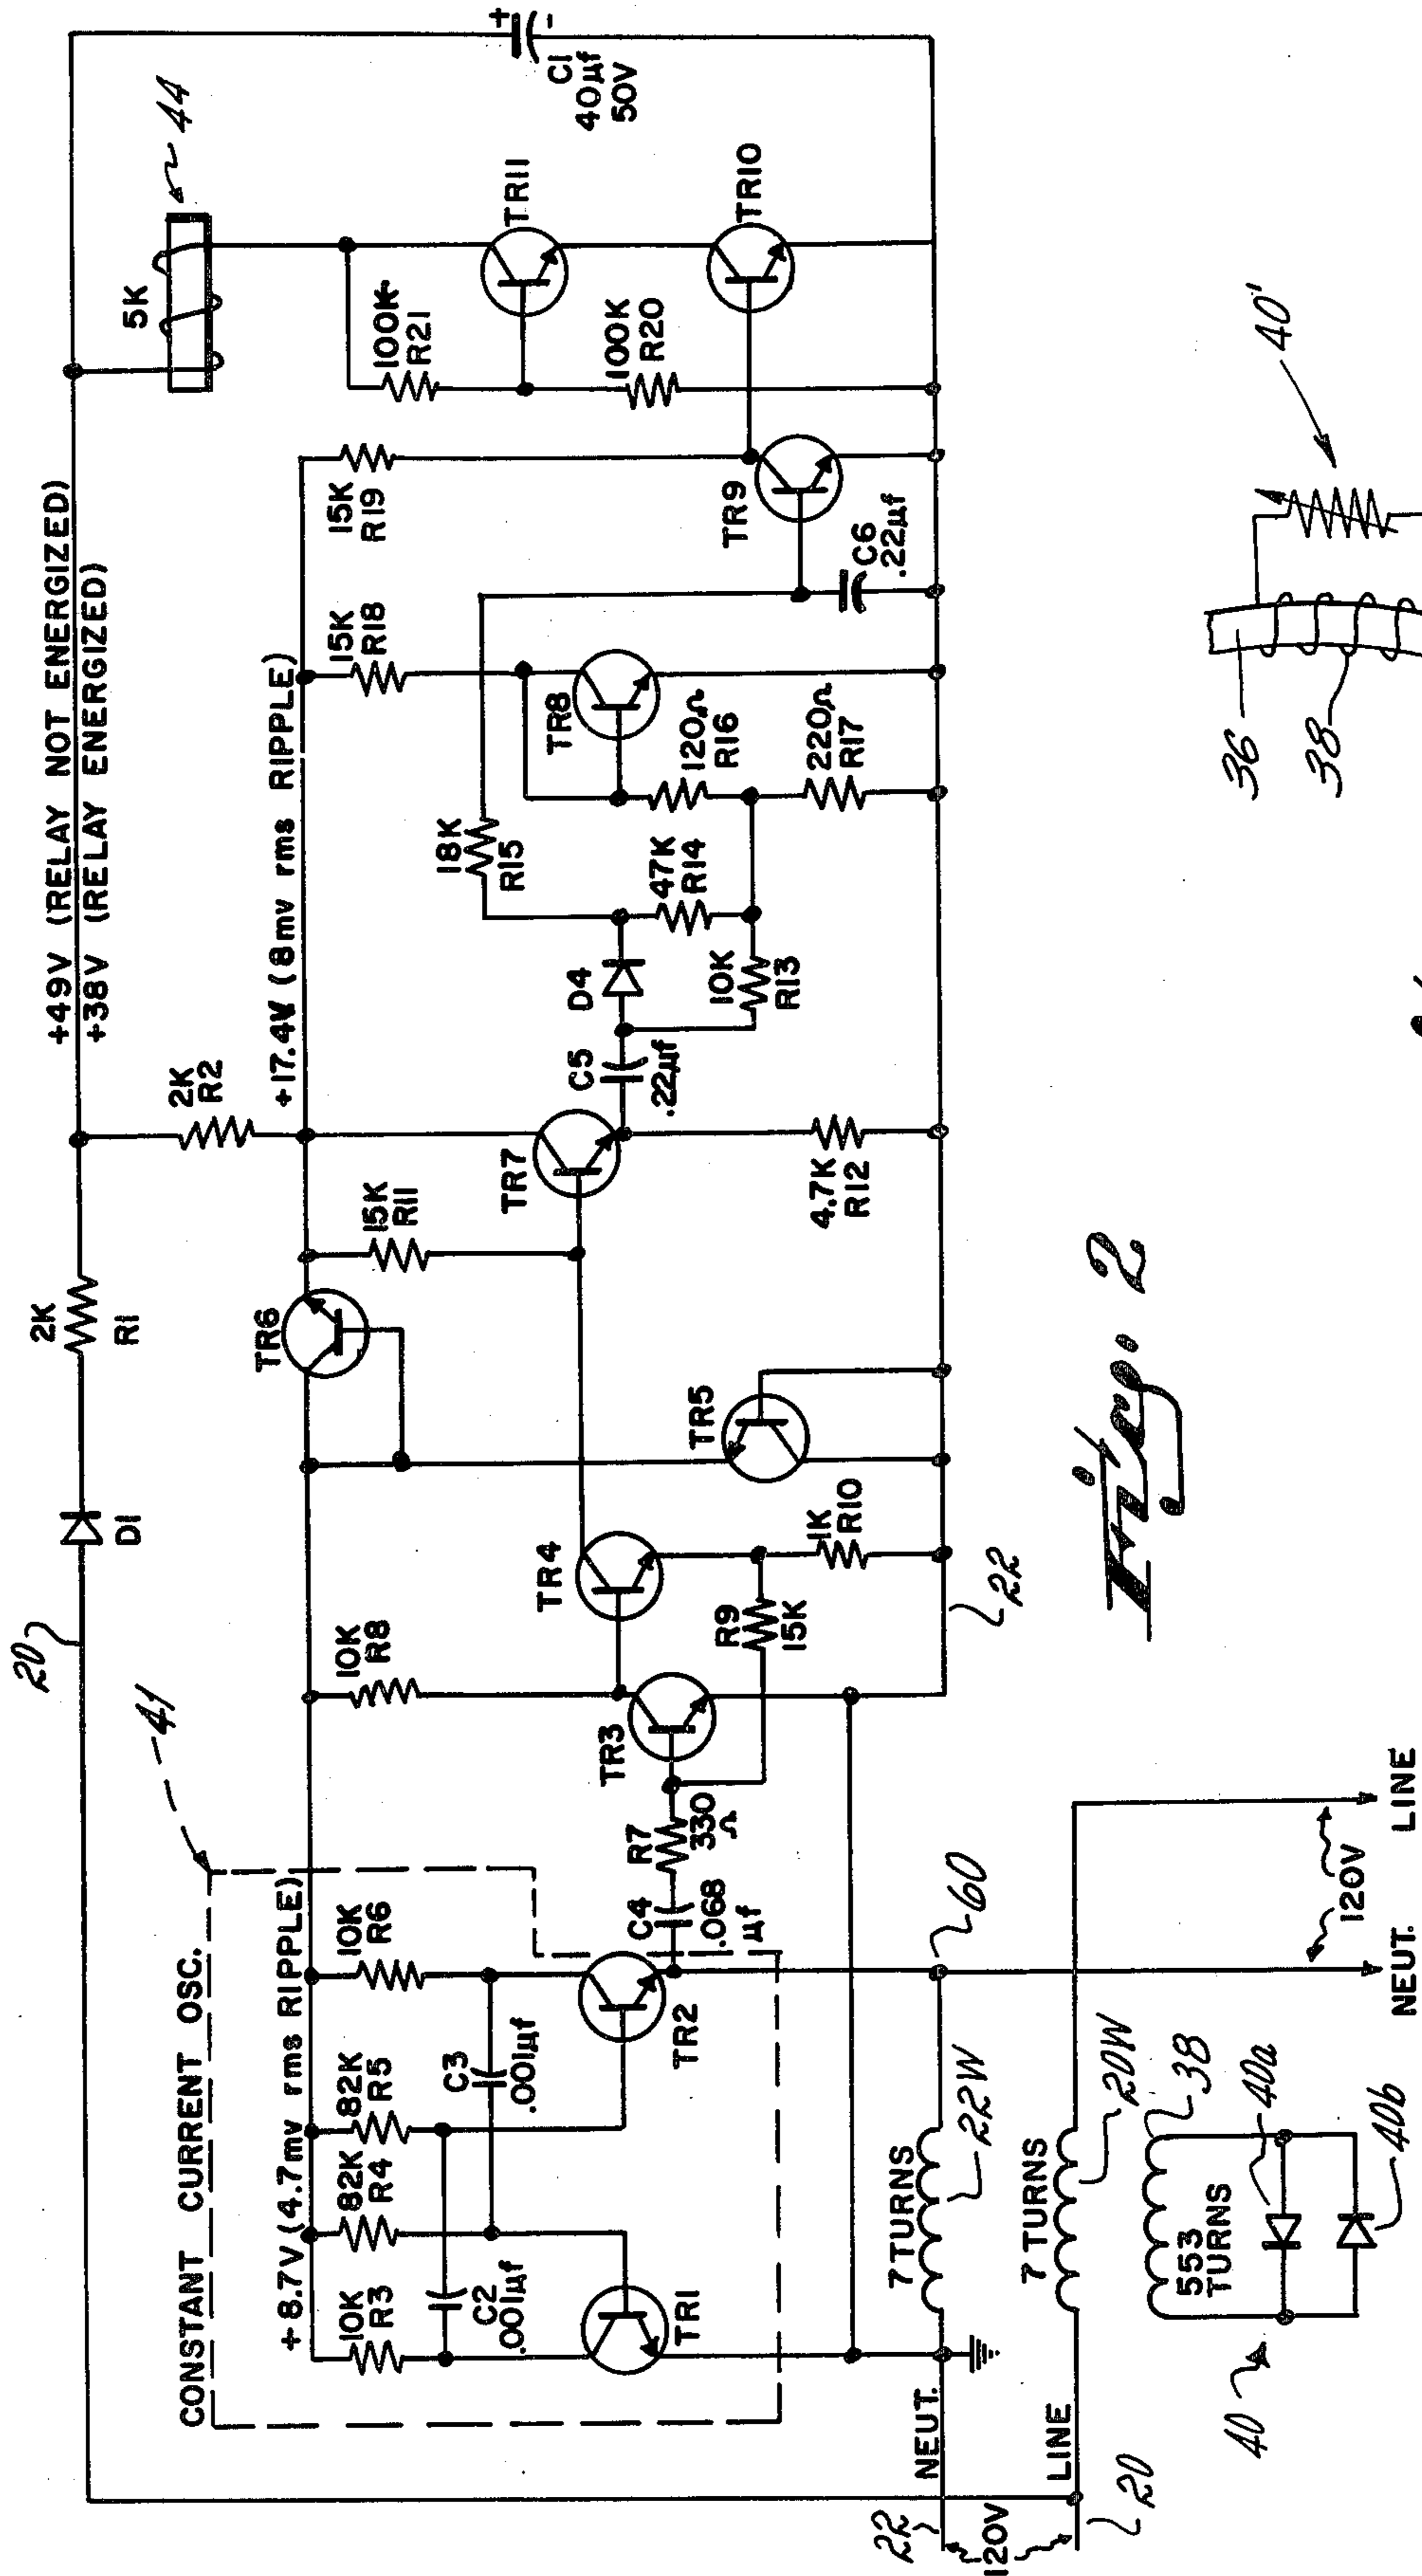 20
+49V (RELAY NOT ENERGIZED)
+38V (RELAY ENERGIZED)
D1
2K
R1
2K
R2
5K
44
C1
40µf
50V
+
-
41
CONSTANT CURRENT OSC.
+8.7V (4.7mv rms RIPPLE)
+17.4V (8mv rms RIPPLE)
10K
R3
82K
R4
82K
R5
10K
R6
C2
.001µf
C3
.001µf
TR1
TR2
C4
.068
µf
R7
330
Ω
10K
R8
TR3
TR4
R9
15K
1K
R10
TR5
TR6
15K
R11
TR7
4.7K
R12
C5
.22µf
D4
10K
R13
47K
R14
18K
R15
TR8
120Ω
R16
220Ω
R17
15K
R18
15K
R19
TR9
C6
.22µf
100K
R21
100K
R20
TR11
TR10
22
60
NEUT.
LINE
22
120V
20
7 TURNS
22W
7 TURNS
20W
553
TURNS
38
40
40a
40b
120V
NEUT.
LINE
Fig. 2
36
38
40'